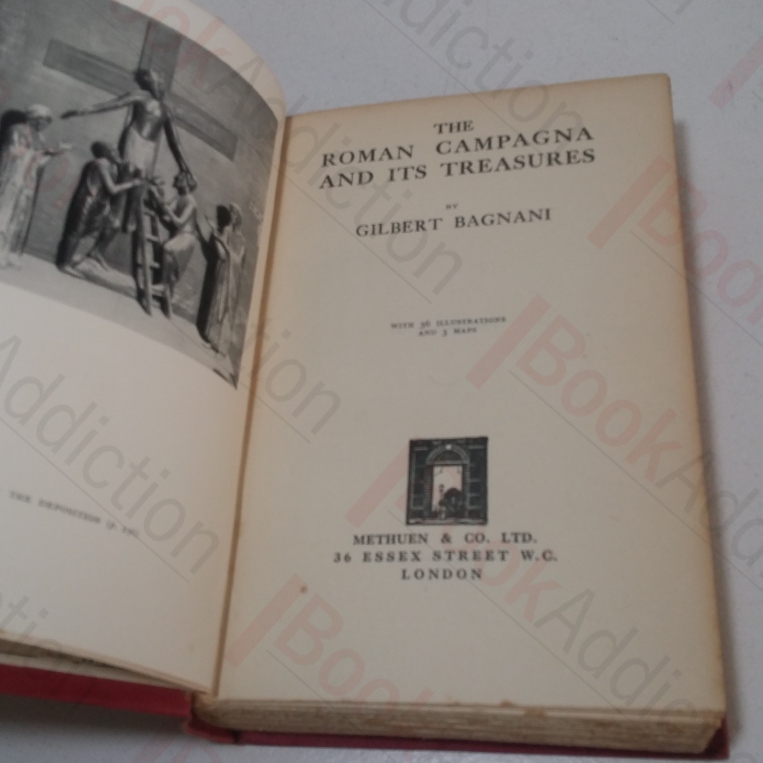 THE DEPOSITION
THE
ROMAN CAMPAGNA
AND ITS TREASURES
BY
GILBERT BAGNANI
WITH 36 ILLUSTRATIONS
AND 3 MAPS
METHUEN & CO. LTD.
36 ESSEX STREET W.C.
LONDON
BookAddiction